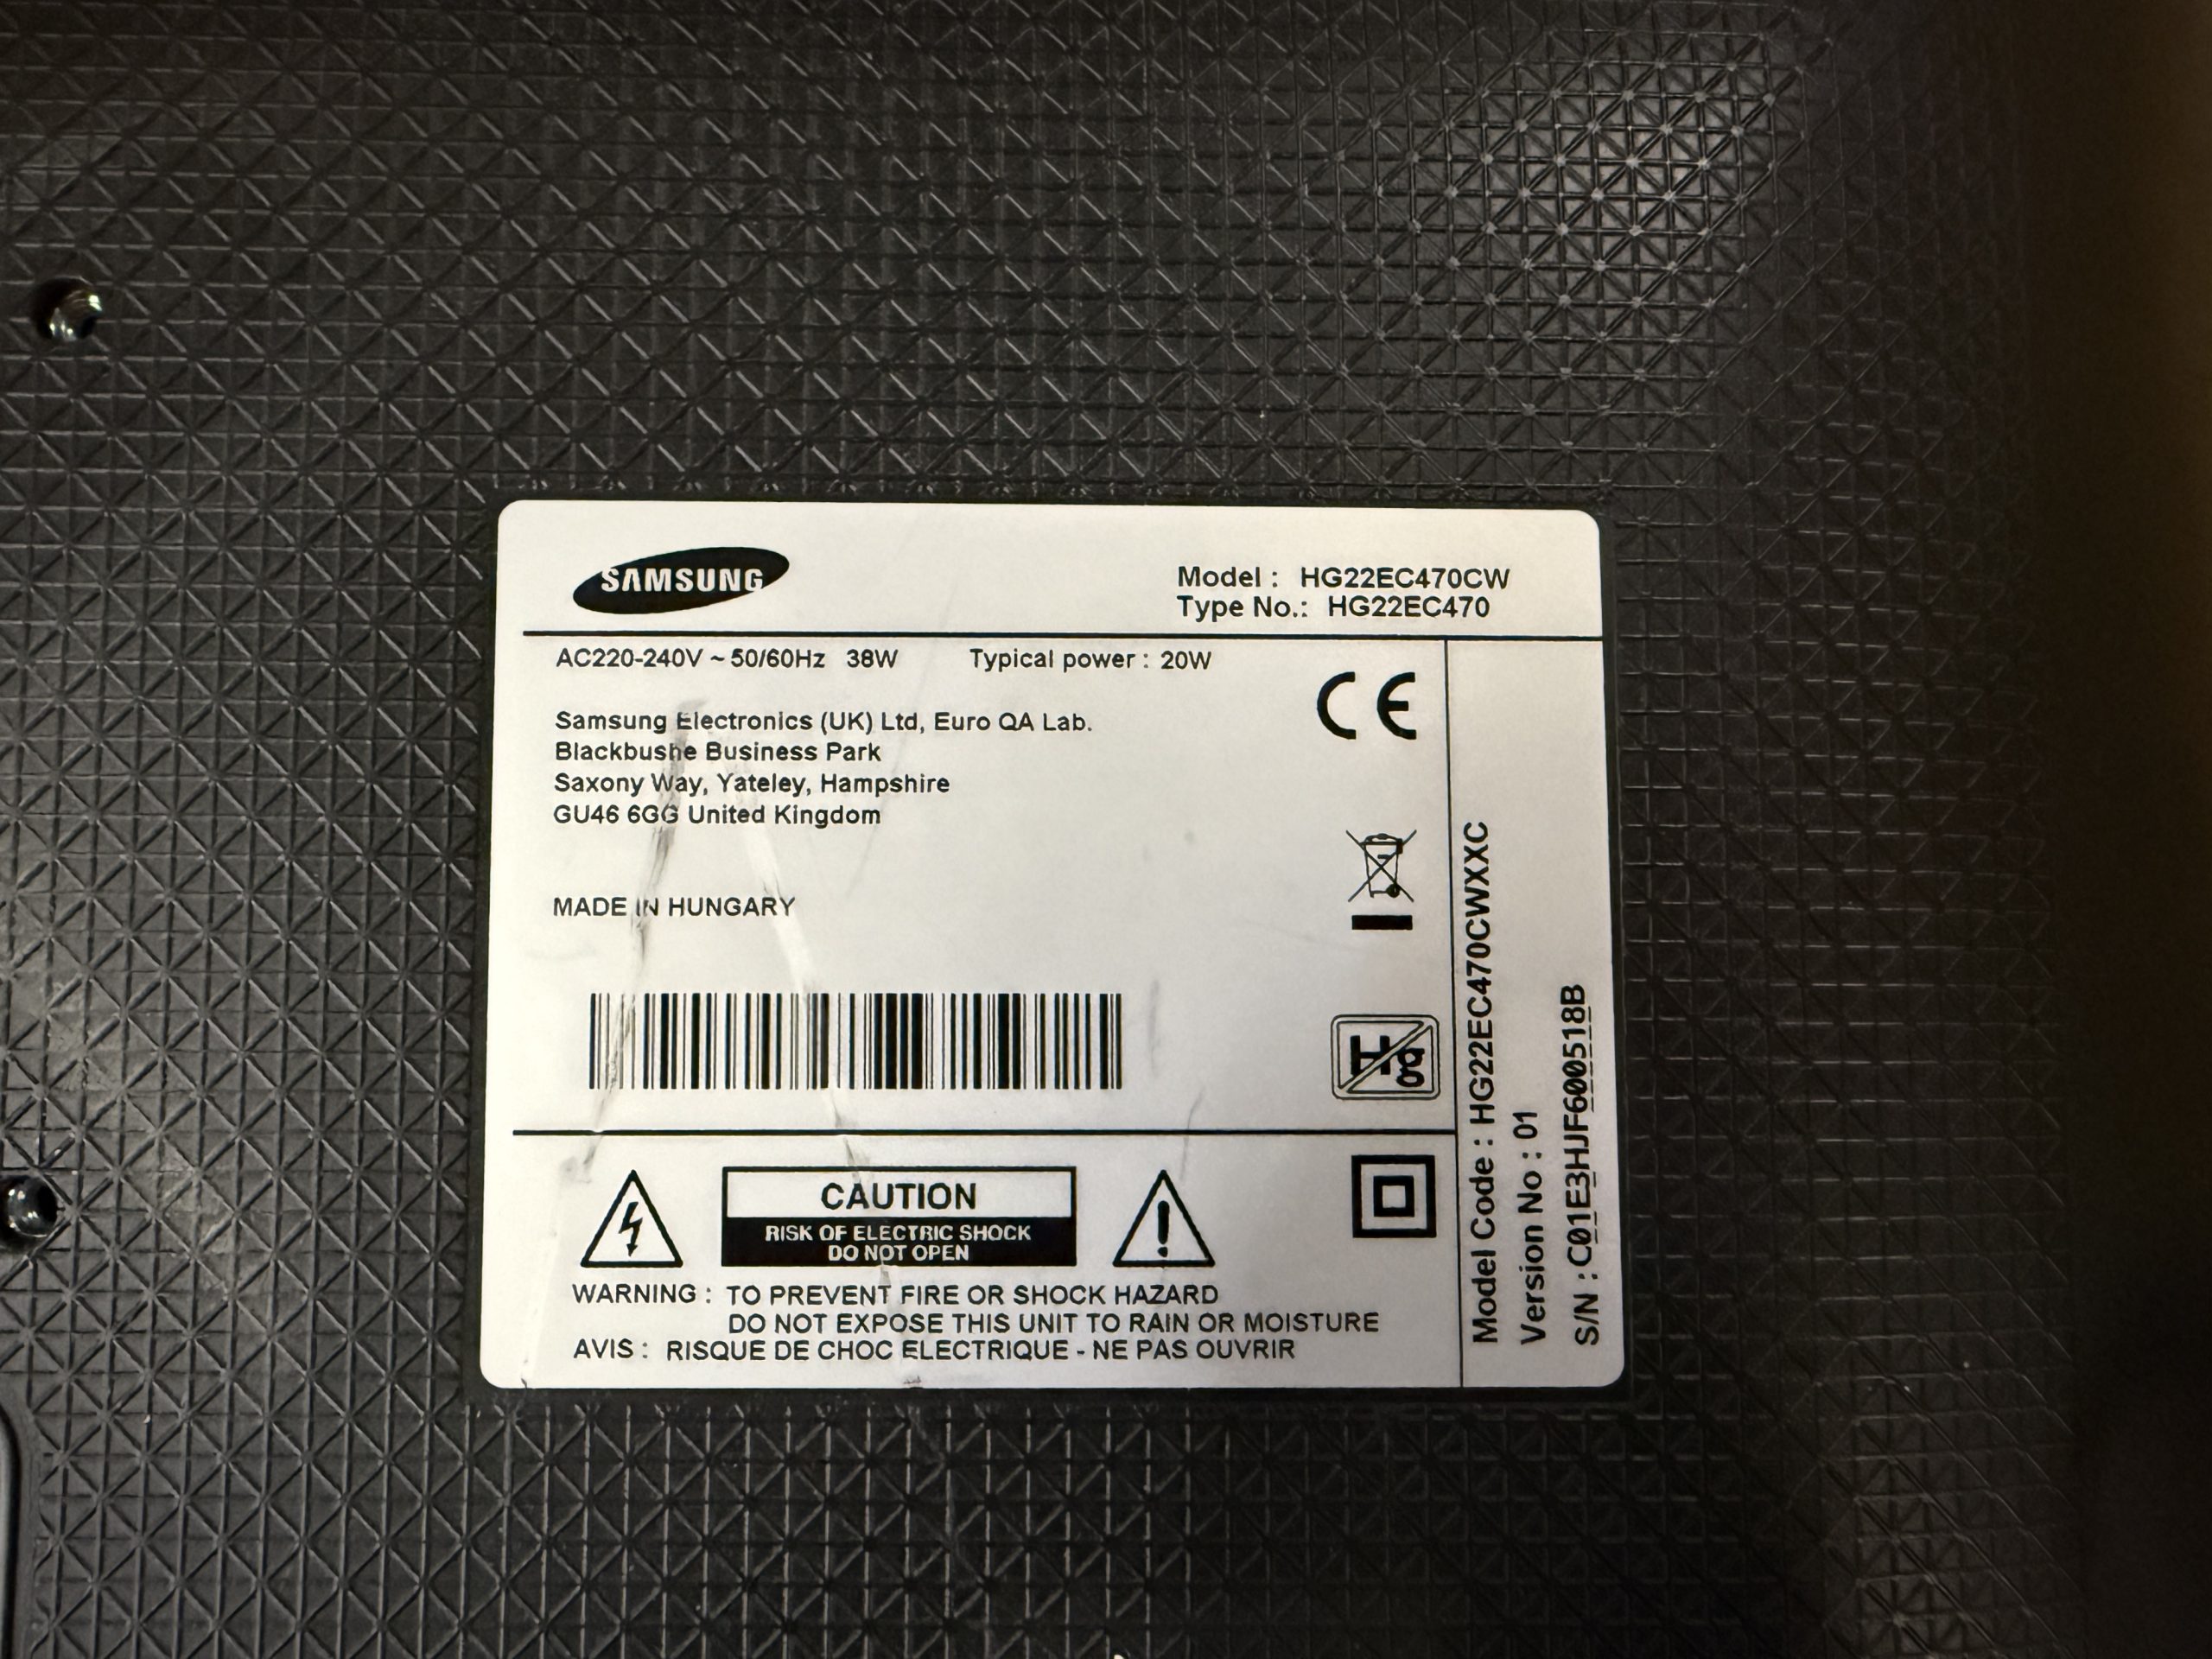 SAMSUNG
Model : HG22EC470CW
Type No.: HG22EC470
AC220-240V ~ 50/60Hz 38W Typical power : 20W
Samsung Electronics (UK) Ltd, Euro QA Lab.
Blackbushe Business Park
Saxony Way, Yateley, Hampshire
GU46 6GG United Kingdom
MADE IN HUNGARY
CE
Hg
CAUTION
RISK OF ELECTRIC SHOCK
DO NOT OPEN
WARNING : TO PREVENT FIRE OR SHOCK HAZARD
DO NOT EXPOSE THIS UNIT TO RAIN OR MOISTURE
AVIS : RISQUE DE CHOC ELECTRIQUE - NE PAS OUVRIR
Model Code : HG22EC470CWXXC
Version No : 01
S/N : C01E3HJF600518B